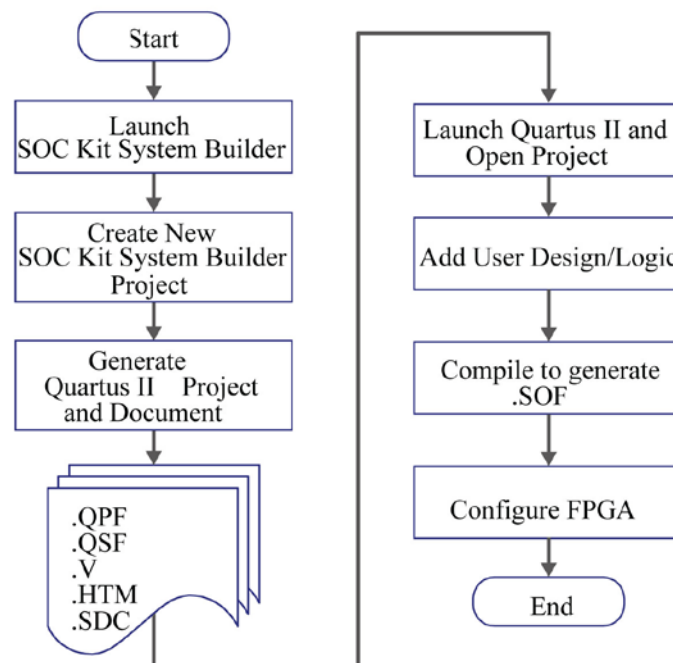 Start
Launch
SOC Kit System Builder
Create New
SOC Kit System Builder
Project
Generate
Quartus II Project
and Document
.QPF
.QSF
.V
.HTM
.SDC
Launch Quartus II and
Open Project
Add User Design/Logic
Compile to generate
.SOF
Configure FPGA
End